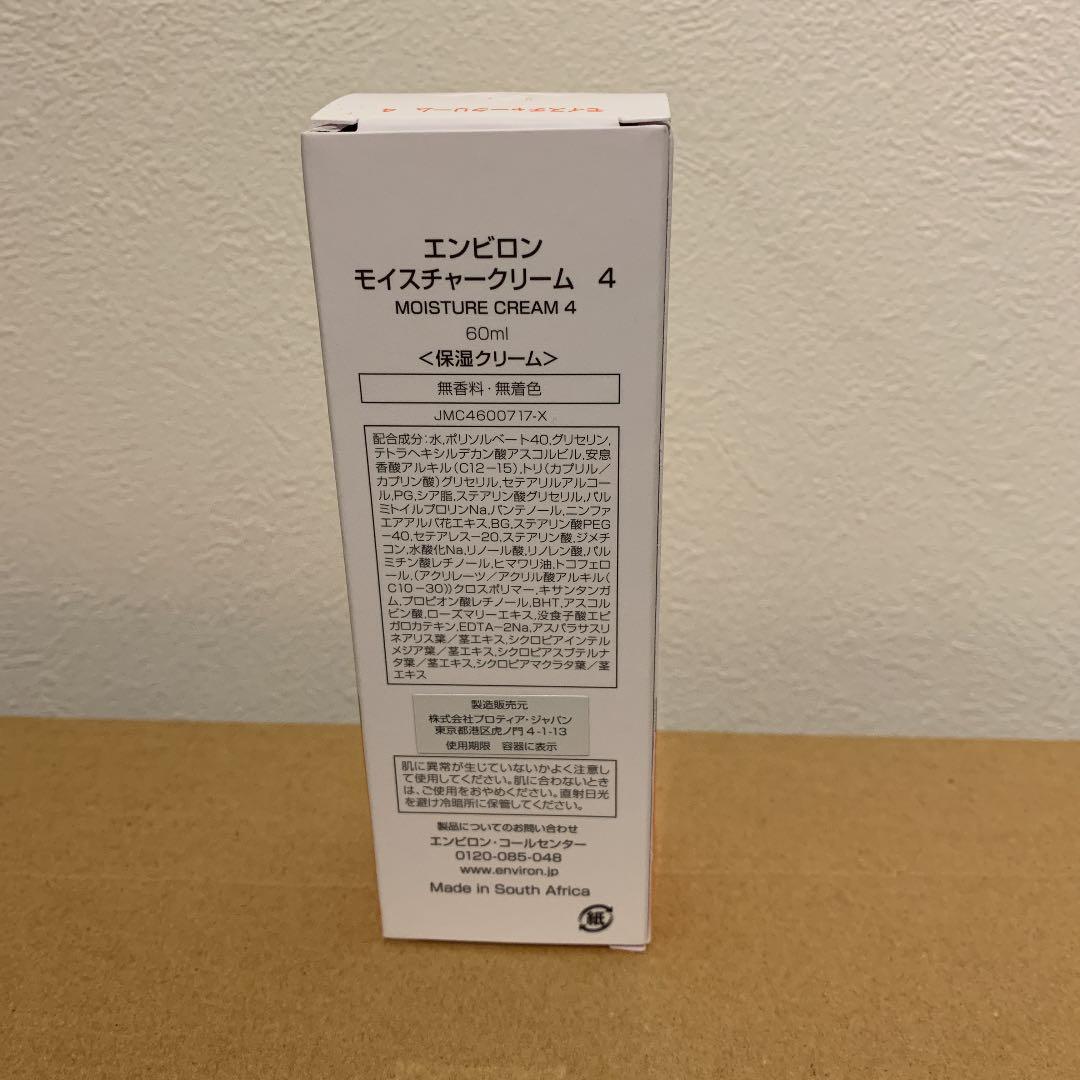 モイスチャークリーム 4
エンビロン
モイスチャークリーム 4
MOISTURE CREAM 4
60ml
<保湿クリーム>
無香料・無着色
JMC4600717-X
配合成分:水,ポリソルベート40,グリセリン,
テトラヘキシルデカン酸アスコルビル,安息
香酸アルキル(C12-15),トリ(カプリル/
カプリン酸)グリセリル,セテアリルアルコー
ル,PG,シア脂,ステアリン酸グリセリル,パル
ミトイルプロリンNa,パンテノール,ニンファ
エアアルバ花エキス,BG,ステアリン酸PEG
-40,セテアレス-20,ステアリン酸,ジメチ
コン,水酸化Na,リノール酸,リノレン酸,パル
ミチン酸レチノール,ヒマワリ油,トコフェロ
ール,(アクリレーツ/アクリル酸アルキル(
C10-30))クロスポリマー,キサンタンガ
ム,プロピオン酸レチノール,BHT,アスコル
ビン酸,ローズマリーエキス,没食子酸エピ
ガロカテキン,EDTA-2Na,アスパラサスリ
ネアリス葉/茎エキス,シクロピアインテル
メジア葉/茎エキス,シクロピアスブテルナ
タ葉/茎エキス,シクロピアマクラタ葉/茎
エキス
製造販売元
株式会社プロティア・ジャパン
東京都港区虎ノ門4-1-13
使用期限 容器に表示
肌に異常が生じていないかよく注意し
て使用してください。肌に合わないとき
は、ご使用をおやめください。直射日光
を避け冷暗所に保管してください。
製品についてのお問い合わせ
エンビロン・コールセンター
0120-085-048
www.environ.jp
Made in South Africa
紙